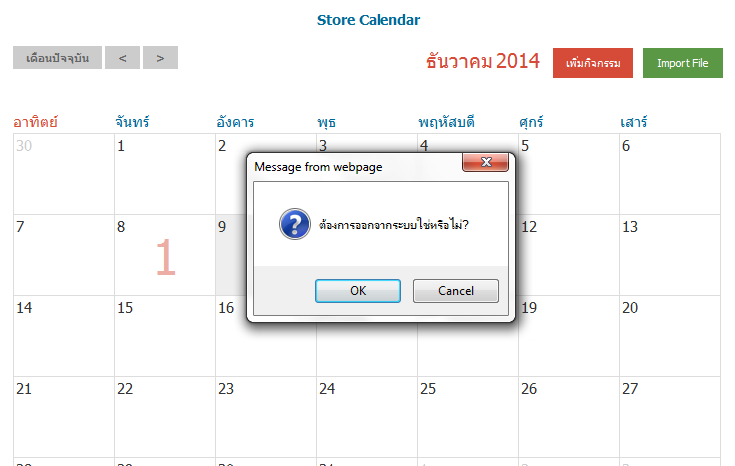 Store Calendar
เดือนปัจจุบัน < > ธันวาคม 2014 เพิ่มกิจกรรม Import File
อาทิตย์ จันทร์ อังคาร พุธ พฤหัสบดี ศุกร์ เสาร์
30 1 2 3 4 5 6
Message from webpage
ต้องการออกจากระบบใช่หรือไม่?
OK Cancel
7 8 9 12 13
1
14 15 16 19 20
21 22 23 24 25 26 27